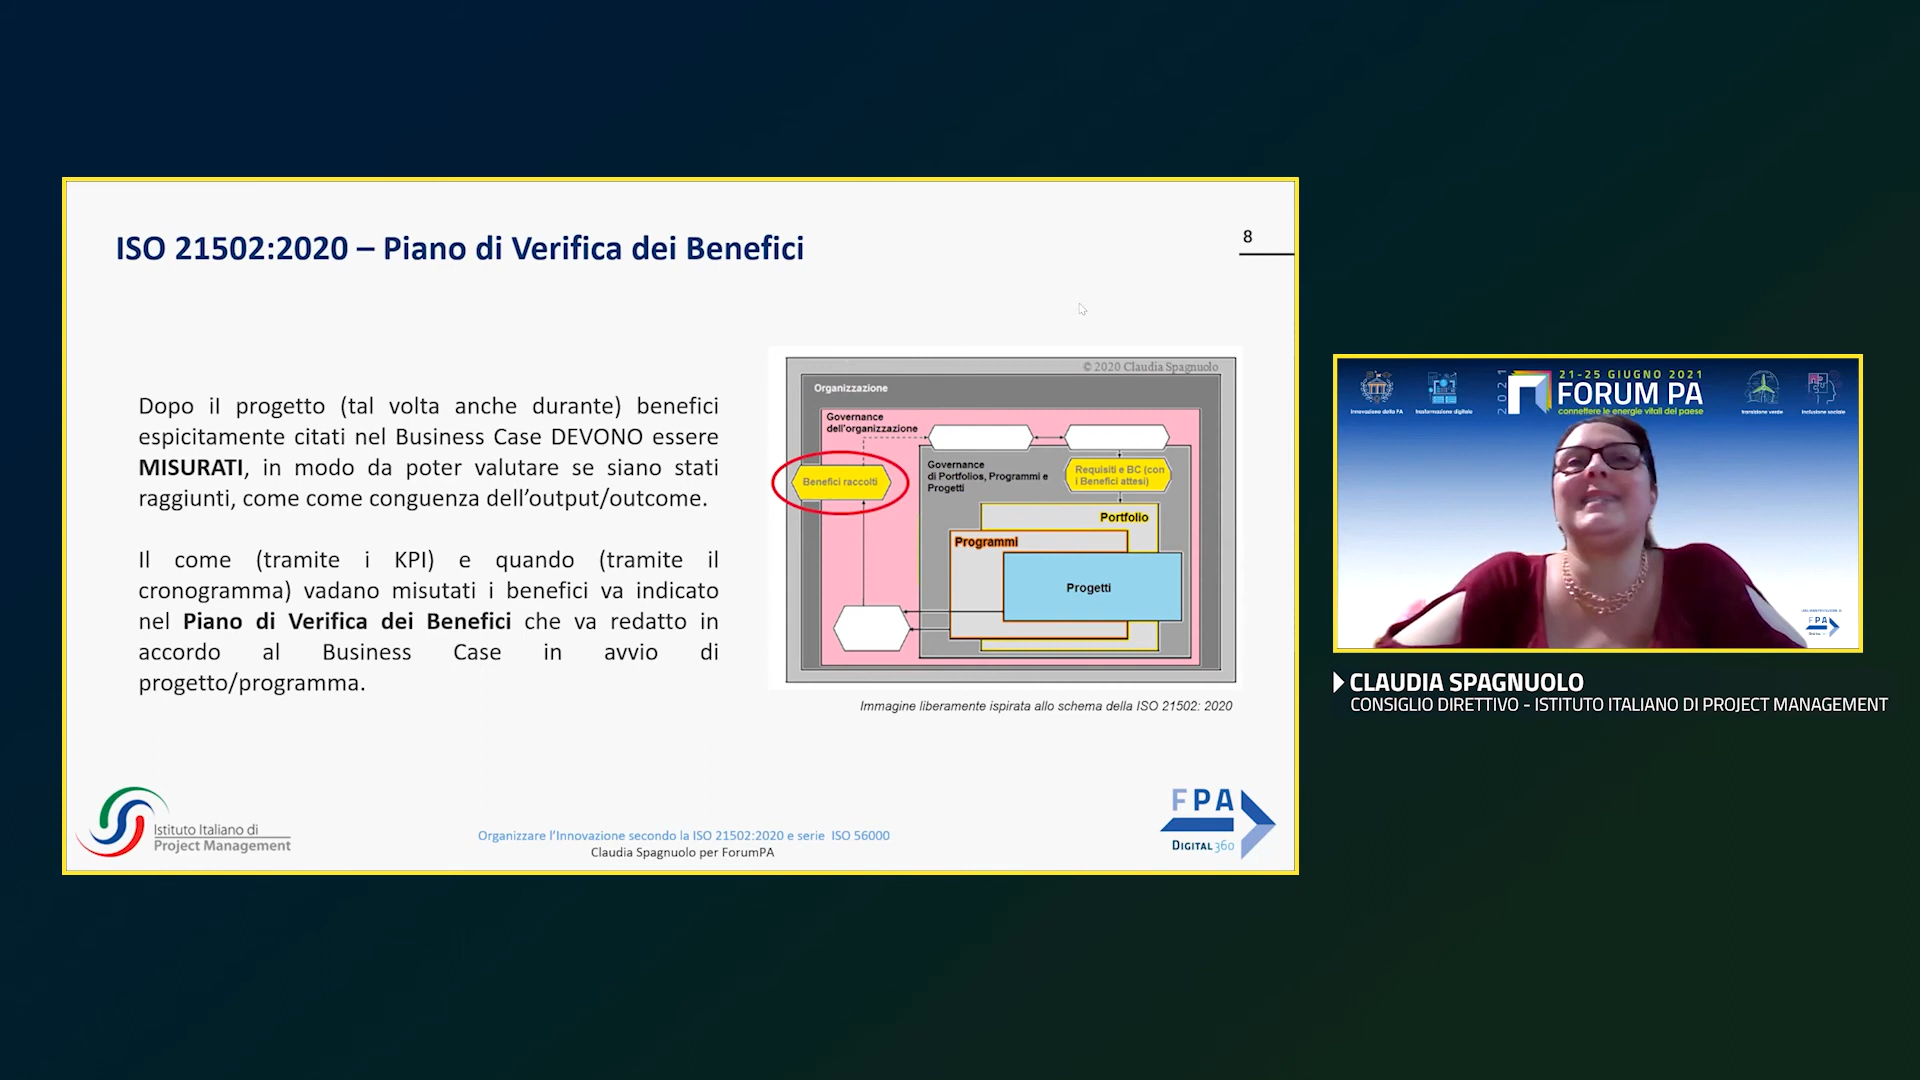 ISO 21502:2020 – Piano di Verifica dei Benefici
8
Dopo il progetto (tal volta anche durante) benefici
espicitamente citati nel Business Case DEVONO essere
MISURATI, in modo da poter valutare se siano stati
raggiunti, come come conguenza dell’output/outcome.
Il come (tramite i KPI) e quando (tramite il
cronogramma) vadano misutati i benefici va indicato
nel Piano di Verifica dei Benefici che va redatto in
accordo al Business Case in avvio di
progetto/programma.
© 2020 Claudia Spagnuolo
Organizzazione
Governance
dell'organizzazione
Governance
di Portfolios, Programmi e
Progetti
Requisiti e BC (con
i Benefici attesi)
Benefici raccolti
Portfolio
Programmi
Progetti
Immagine liberamente ispirata allo schema della ISO 21502: 2020
Istituto Italiano di
Project Management
Organizzare l’Innovazione secondo la ISO 21502:2020 e serie ISO 56000
Claudia Spagnuolo per ForumPA
FPA
DIGITAL360
2021
21-25 GIUGNO 2021
FORUM PA
connettere le energie vitali del paese
innovazione della PA
trasformazione digitale
transizione verde
inclusione sociale
FPA
CLAUDIA SPAGNUOLO
CONSIGLIO DIRETTIVO - ISTITUTO ITALIANO DI PROJECT MANAGEMENT